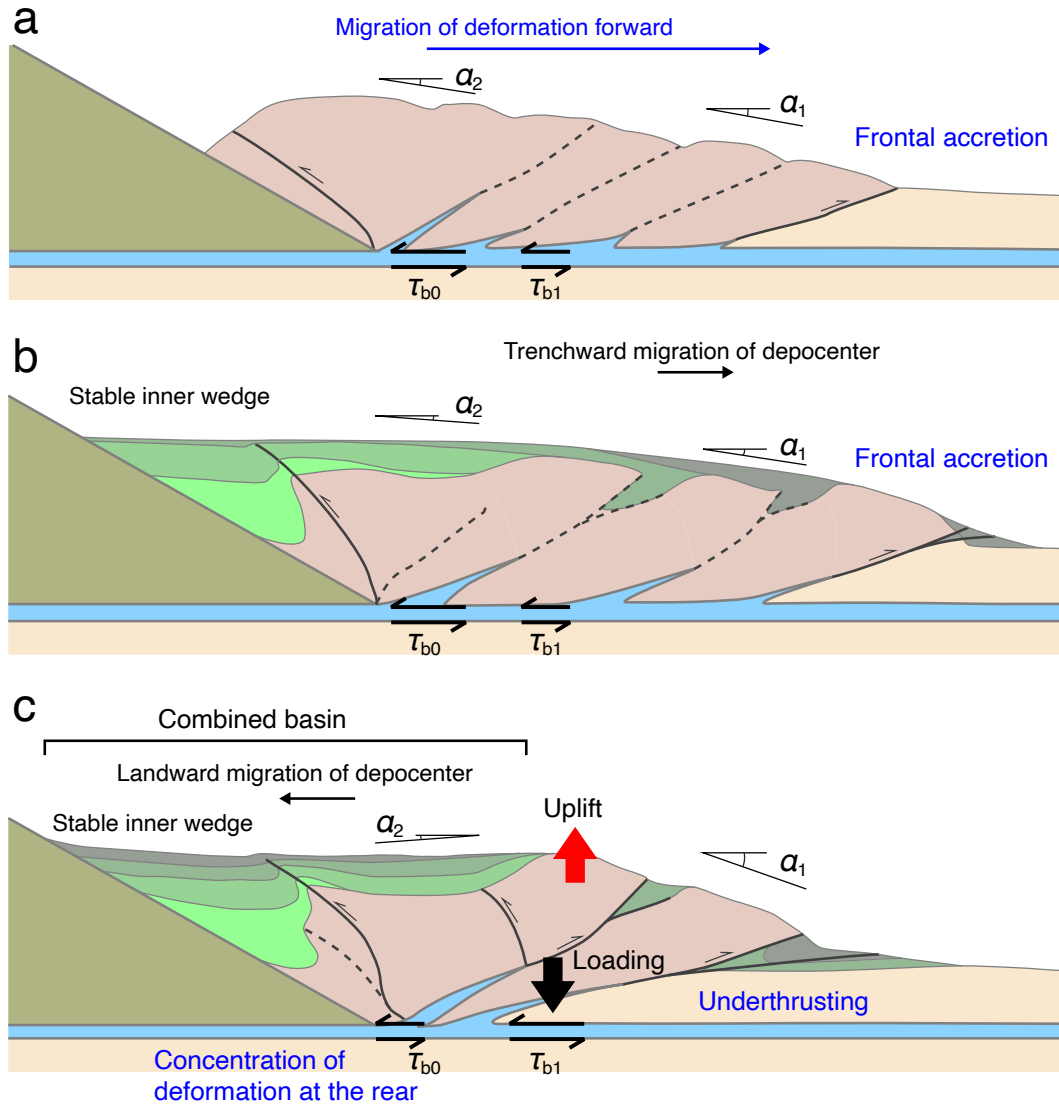 a
Migration of deformation forward
α2
α1
Frontal accretion
τb0
τb1
b
Trenchward migration of depocenter
Stable inner wedge
α2
α1
Frontal accretion
τb0
τb1
c
Combined basin
Landward migration of depocenter
Uplift
Stable inner wedge
α2
α1
Loading
Underthrusting
τb0
τb1
Concentration of
deformation at the rear